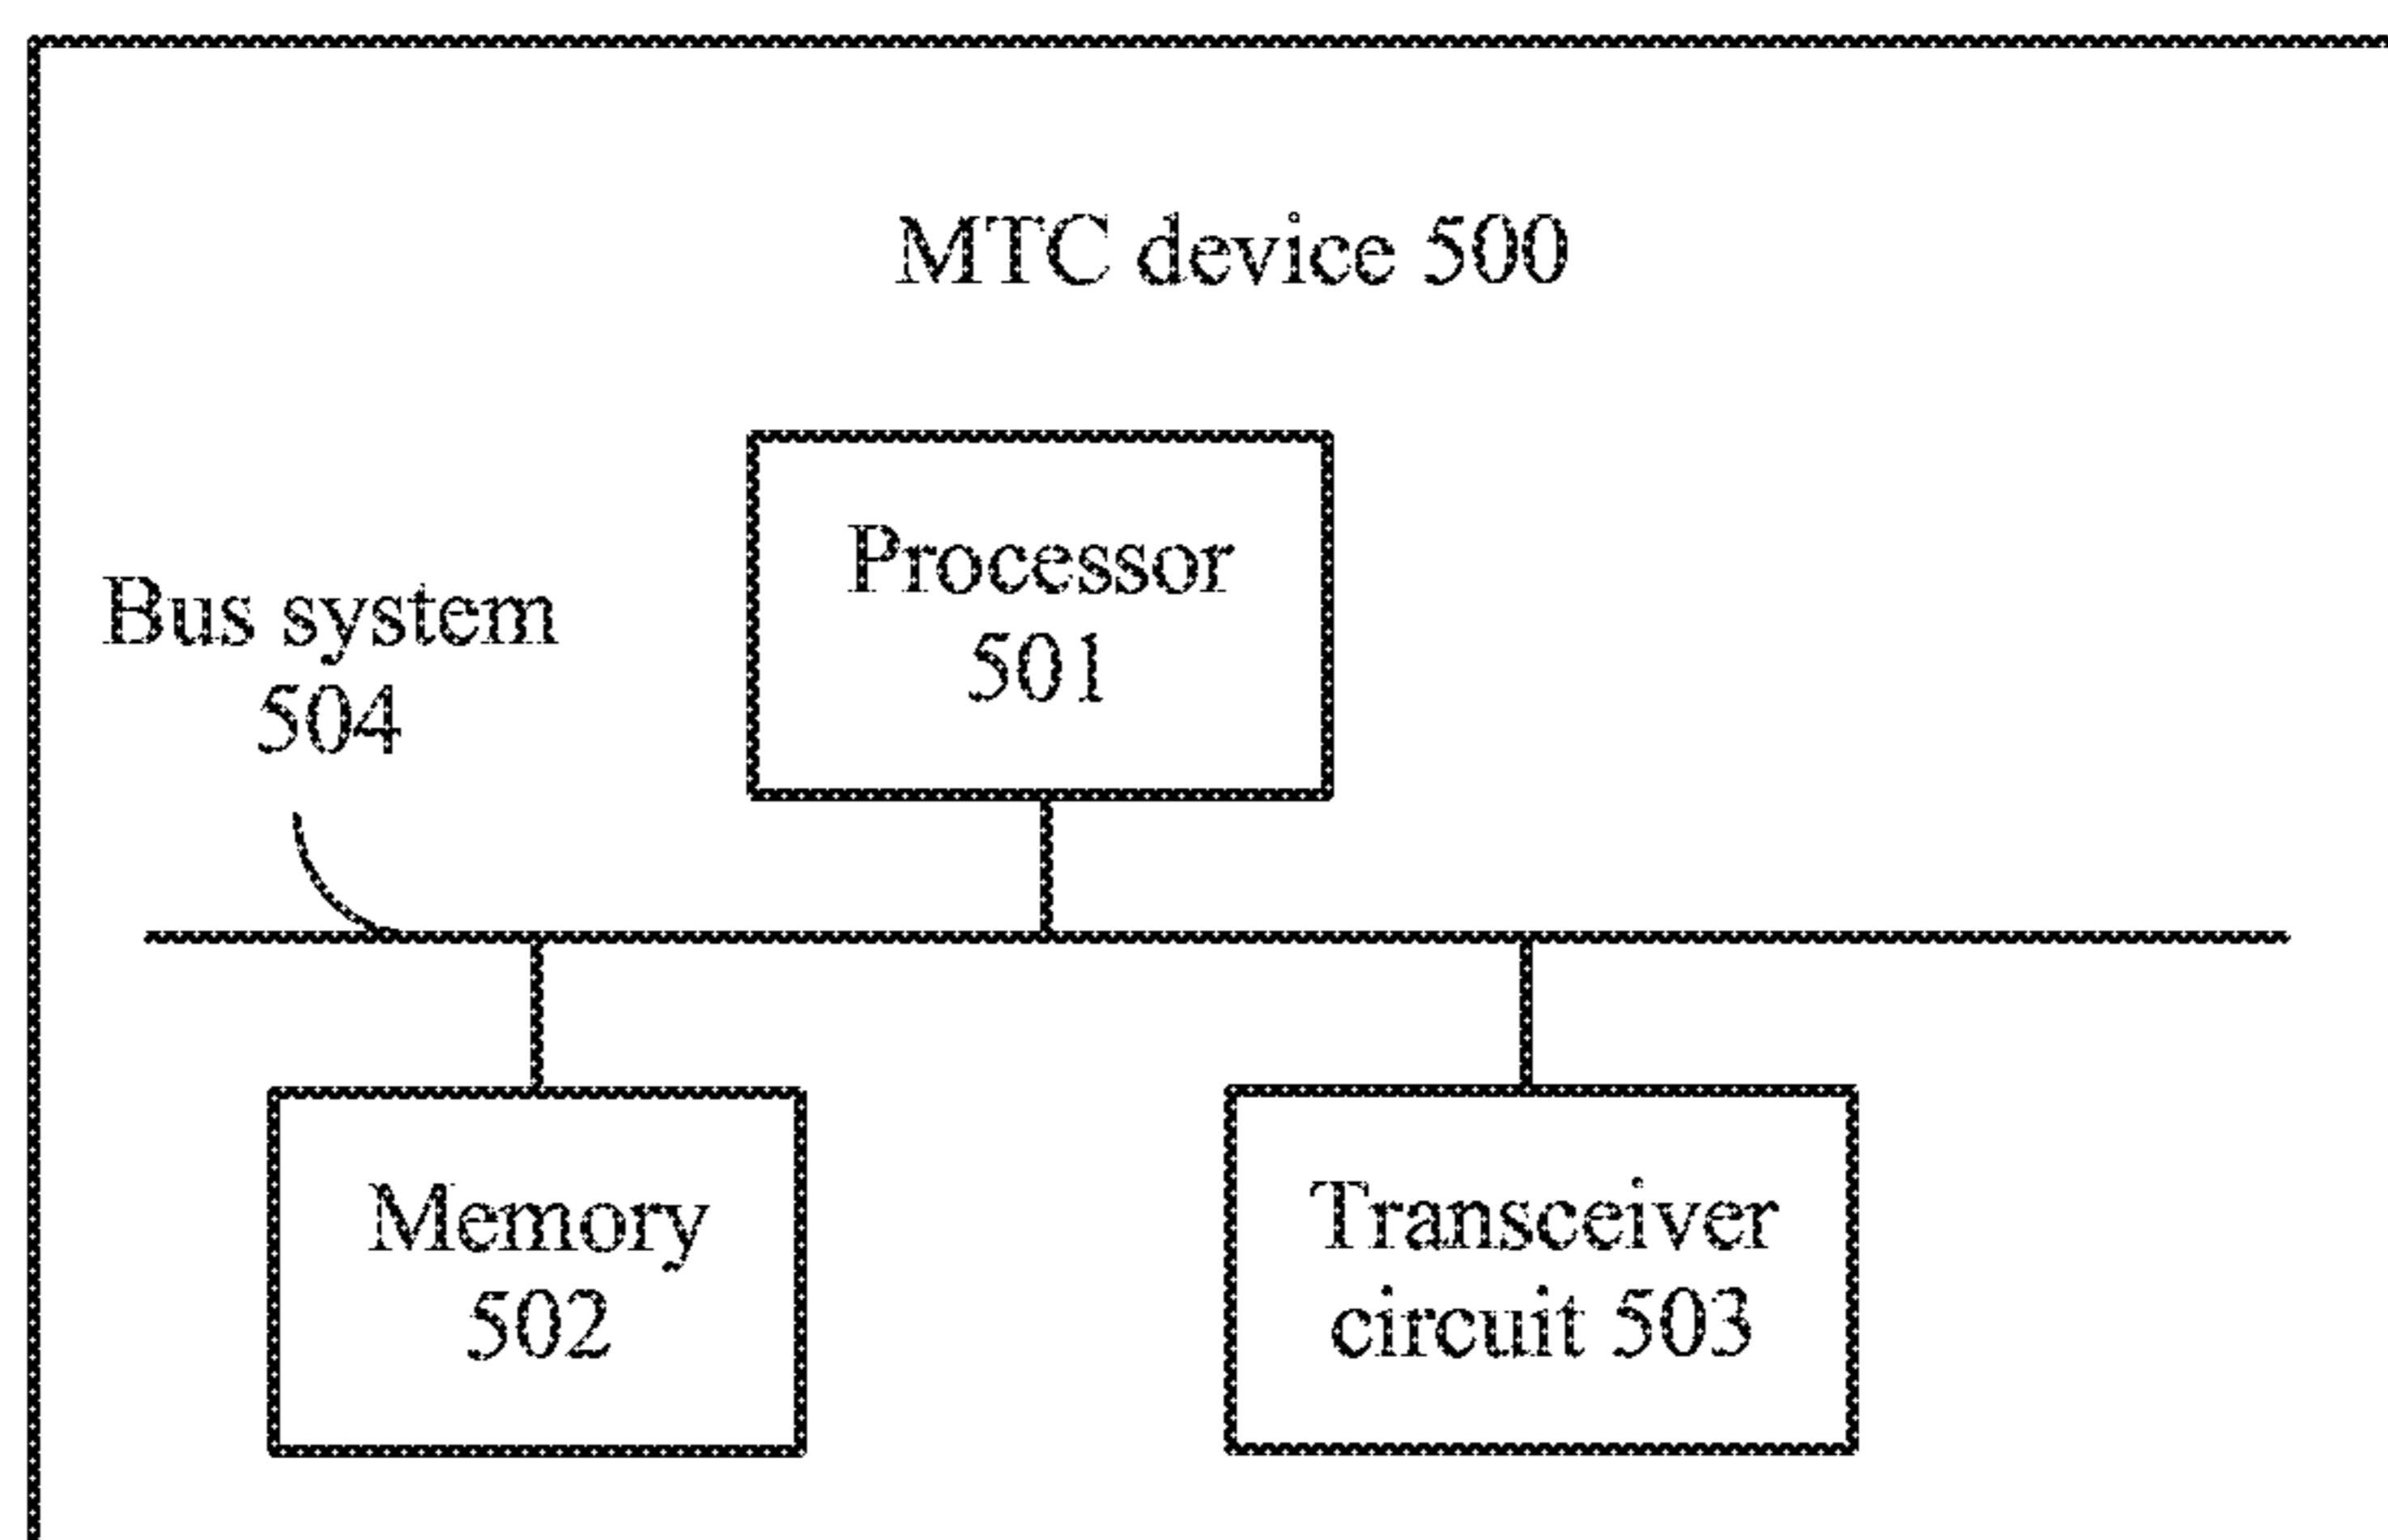 MTC device 500
Processor
501
Bus system
504
Memory
502
Transceiver
circuit 503